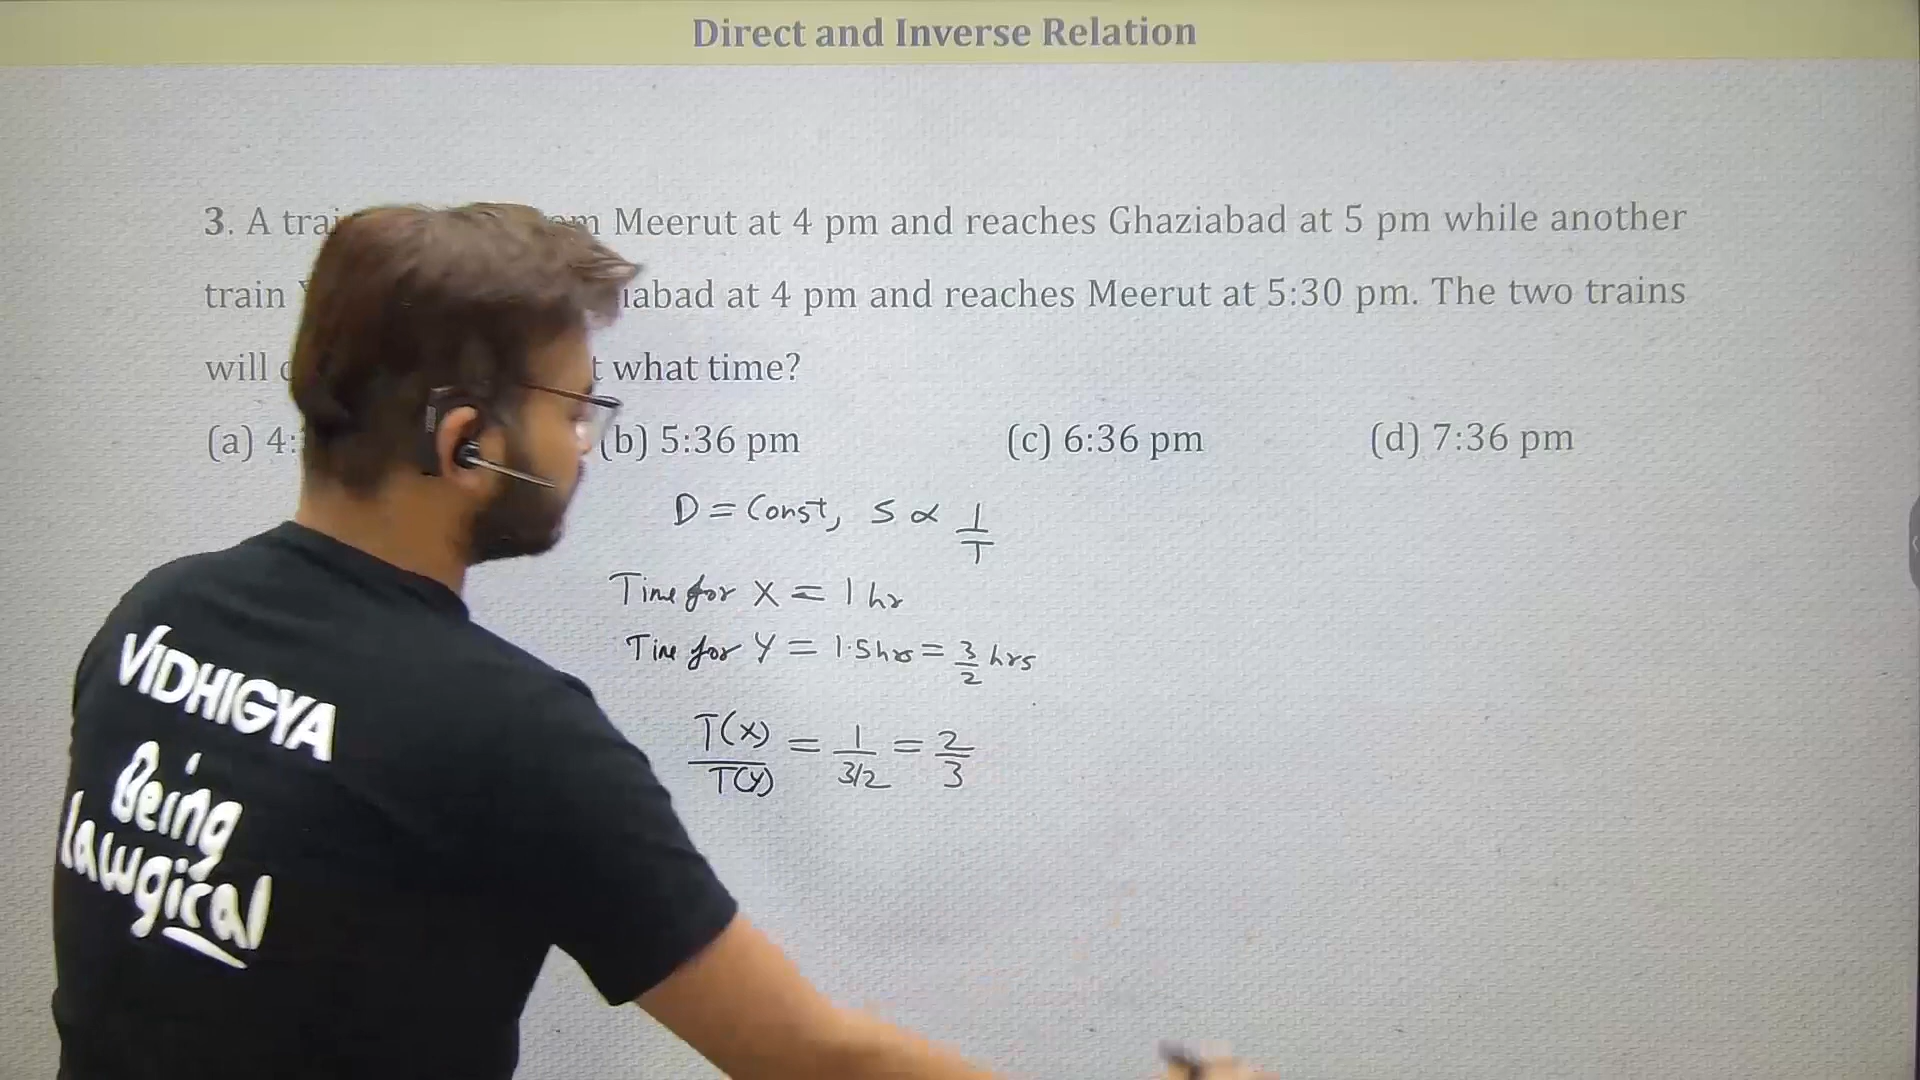 Direct and Inverse Relation
3. A trai Meerut at 4 pm and reaches Ghaziabad at 5 pm while another
train iabad at 4 pm and reaches Meerut at 5:30 pm. The two trains
will what time?
(a) 4: (b) 5:36 pm (c) 6:36 pm (d) 7:36 pm
D = Const, S ∝ 1/T
Time for X = 1 hr
Time for Y = 1.5 hrs = 3/2 hrs
T(X)/T(Y) = 1/3/2 = 2/3
VIDHIGYA
Being
lawgical